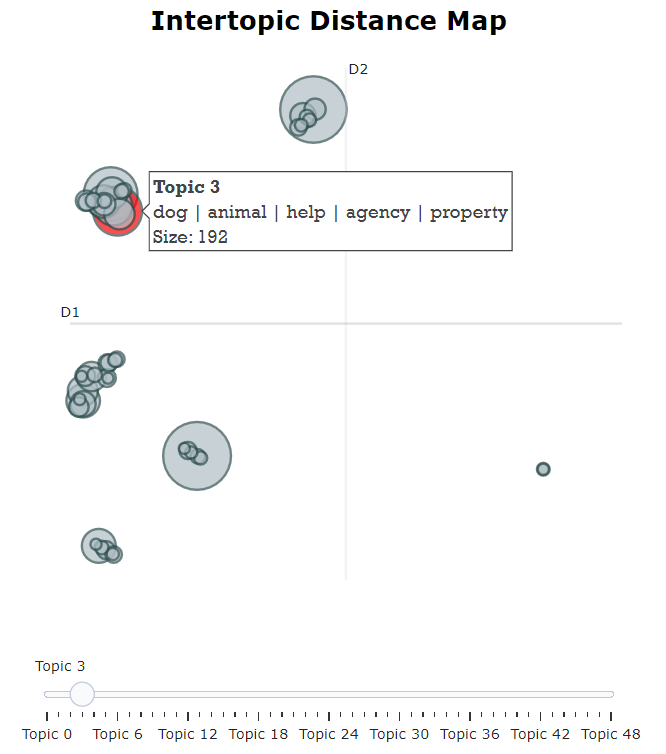 Intertopic Distance Map
D2
Topic 3
dog | animal | help | agency | property
Size: 192
D1
Topic 3
Topic 0 Topic 6 Topic 12 Topic 18 Topic 24 Topic 30 Topic 36 Topic 42 Topic 48